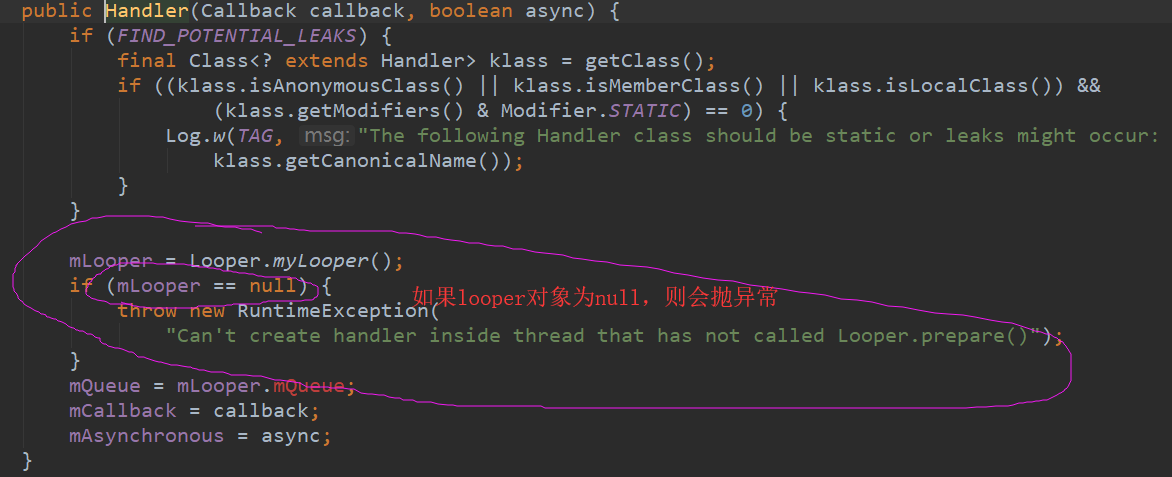 public Handler(Callback callback, boolean async) {
if (FIND_POTENTIAL_LEAKS) {
final Class<? extends Handler> klass = getClass();
if ((klass.isAnonymousClass() || klass.isMemberClass() || klass.isLocalClass()) &&
(klass.getModifiers() & Modifier.STATIC) == 0) {
Log.w(TAG, msg: "The following Handler class should be static or leaks might occur:
klass.getCanonicalName());
}
}
mLooper = Looper.myLooper();
if (mLooper == null) {
如果looper对象为null，则会抛异常
throw new RuntimeException(
"Can't create handler inside thread that has not called Looper.prepare()");
}
mQueue = mLooper.mQueue;
mCallback = callback;
mAsynchronous = async;
}